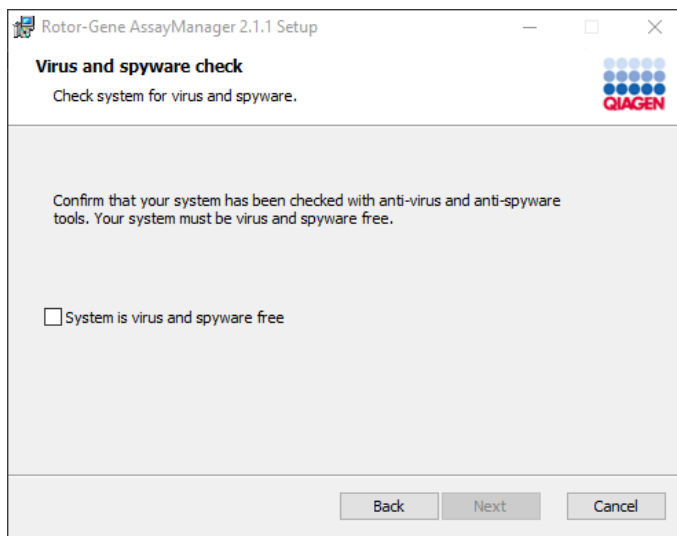 Rotor-Gene AssayManager 2.1.1 Setup
Virus and spyware check
Check system for virus and spyware.
QIAGEN
Confirm that your system has been checked with anti-virus and anti-spyware
tools. Your system must be virus and spyware free.
System is virus and spyware free
Back
Next
Cancel